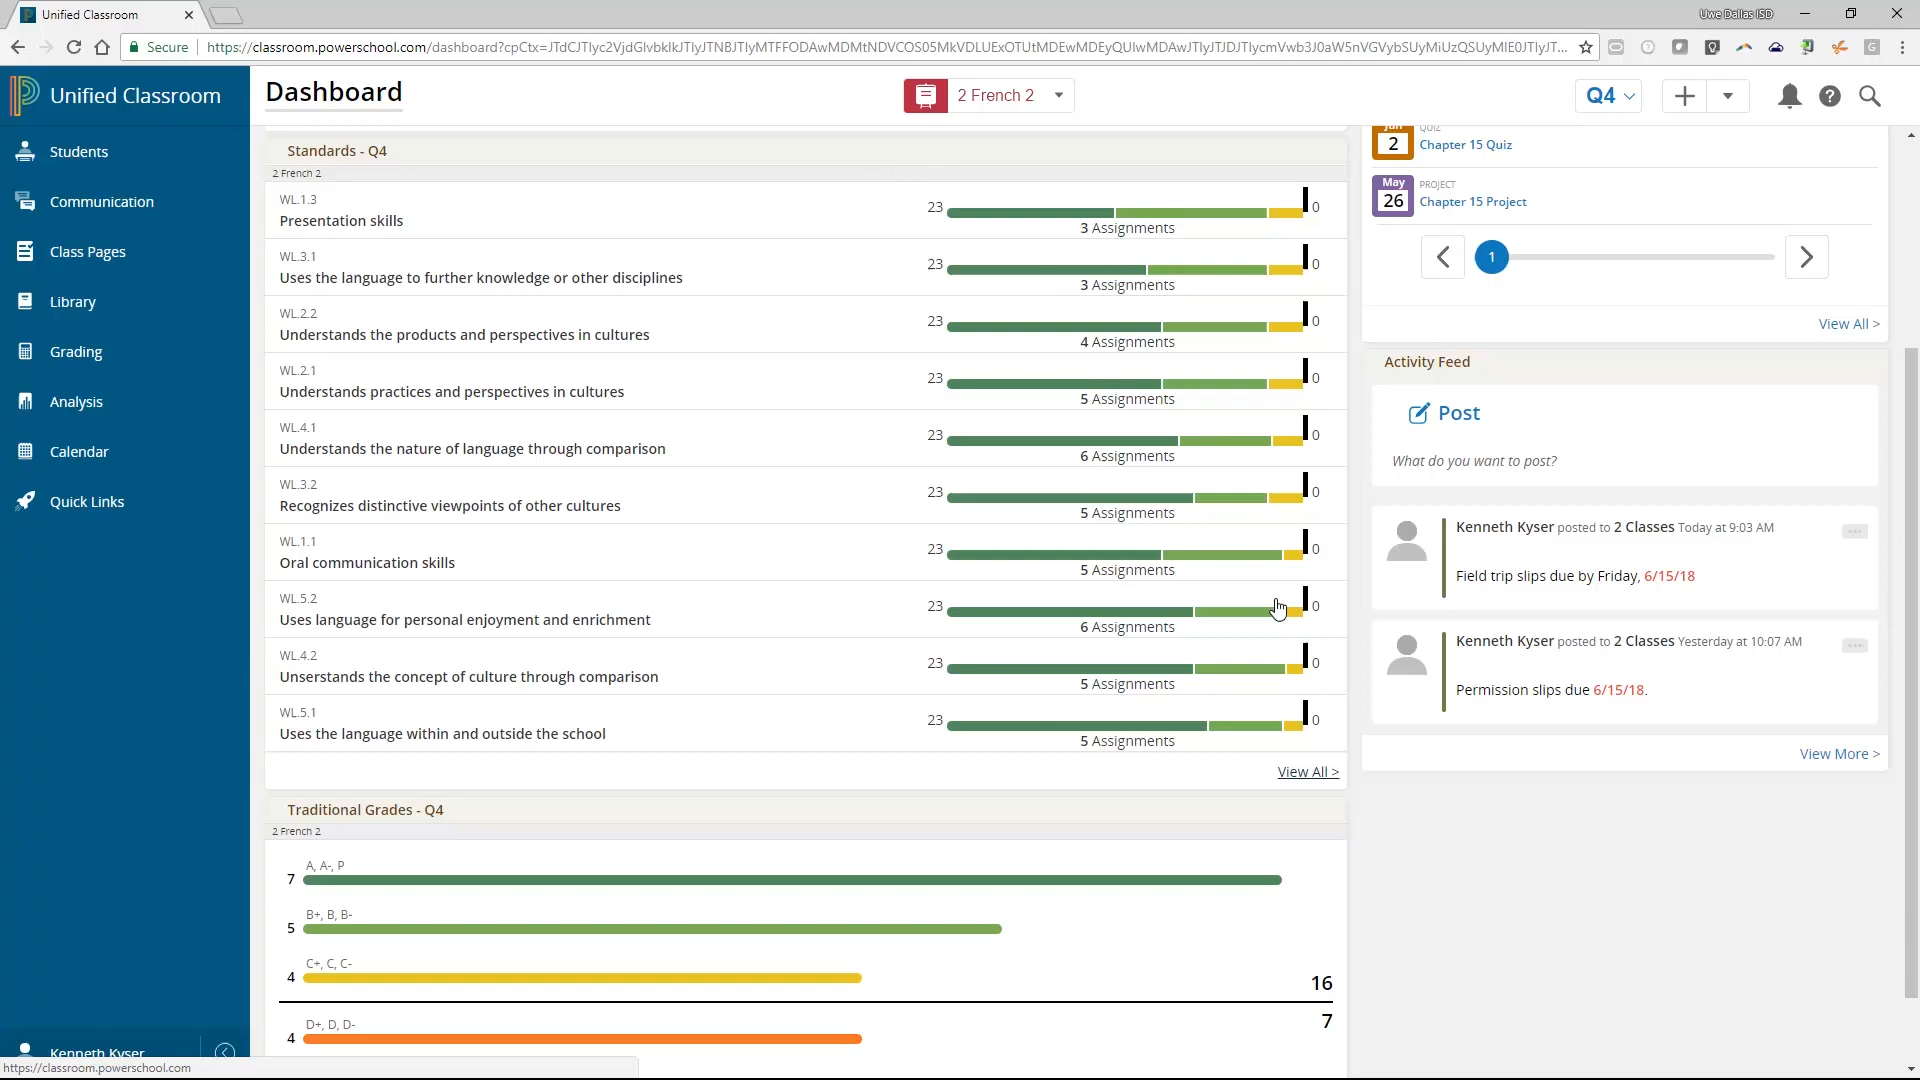 Unified Classroom
Uwe Dallas ISD
Secure
https://classroom.powerschool.com/dashboard?cpCtx=
Unified Classroom
Dashboard
2 French 2
Q4
Students
Communication
Class Pages
Library
Grading
Analysis
Calendar
Quick Links
Kenneth Kyser
https://classroom.powerschool.com
Standards - Q4
2 French 2
WL.1.3
Presentation skills
23
0
3 Assignments
WL.3.1
Uses the language to further knowledge or other disciplines
23
0
3 Assignments
WL.2.2
Understands the products and perspectives in cultures
23
0
4 Assignments
WL.2.1
Understands practices and perspectives in cultures
23
0
5 Assignments
WL.4.1
Understands the nature of language through comparison
23
0
6 Assignments
WL.3.2
Recognizes distinctive viewpoints of other cultures
23
0
5 Assignments
WL.1.1
Oral communication skills
23
0
5 Assignments
WL.5.2
Uses language for personal enjoyment and enrichment
23
0
6 Assignments
WL.4.2
Unserstands the concept of culture through comparison
23
0
5 Assignments
WL.5.1
Uses the language within and outside the school
23
0
5 Assignments
View All >
Traditional Grades - Q4
2 French 2
A, A-, P
7
B+, B, B-
5
C+, C, C-
4
16
7
D+, D, D-
4
Jun
2
QUIZ
Chapter 15 Quiz
May
26
PROJECT
Chapter 15 Project
1
View All >
Activity Feed
Post
What do you want to post?
Kenneth Kyser posted to 2 Classes Today at 9:03 AM
Field trip slips due by Friday, 6/15/18
Kenneth Kyser posted to 2 Classes Yesterday at 10:07 AM
Permission slips due 6/15/18.
View More >